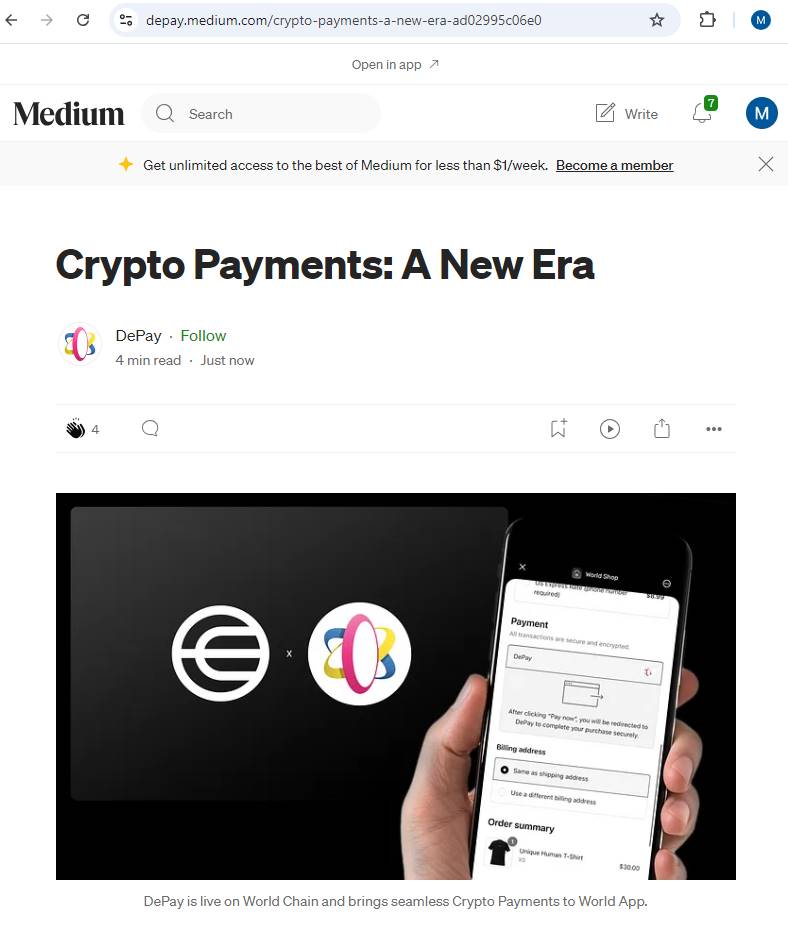 depay.medium.com/crypto-payments-a-new-era-ad02995c06e0
M
Open in app
Medium
Search
Write
7
M
Get unlimited access to the best of Medium for less than $1/week. Become a member
Crypto Payments: A New Era
DePay · Follow
4 min read · Just now
4
World Shop
US Express Rate (phone number
required)
$6.99
Payment
All transactions are secure and encrypted.
DePay
After clicking "Pay now", you will be redirected to
DePay to complete your purchase securely.
x
Billing address
Same as shipping address
Use a different billing address
Order summary
1
Unique Human T-Shirt
XS
$30.00
DePay is live on World Chain and brings seamless Crypto Payments to World App.